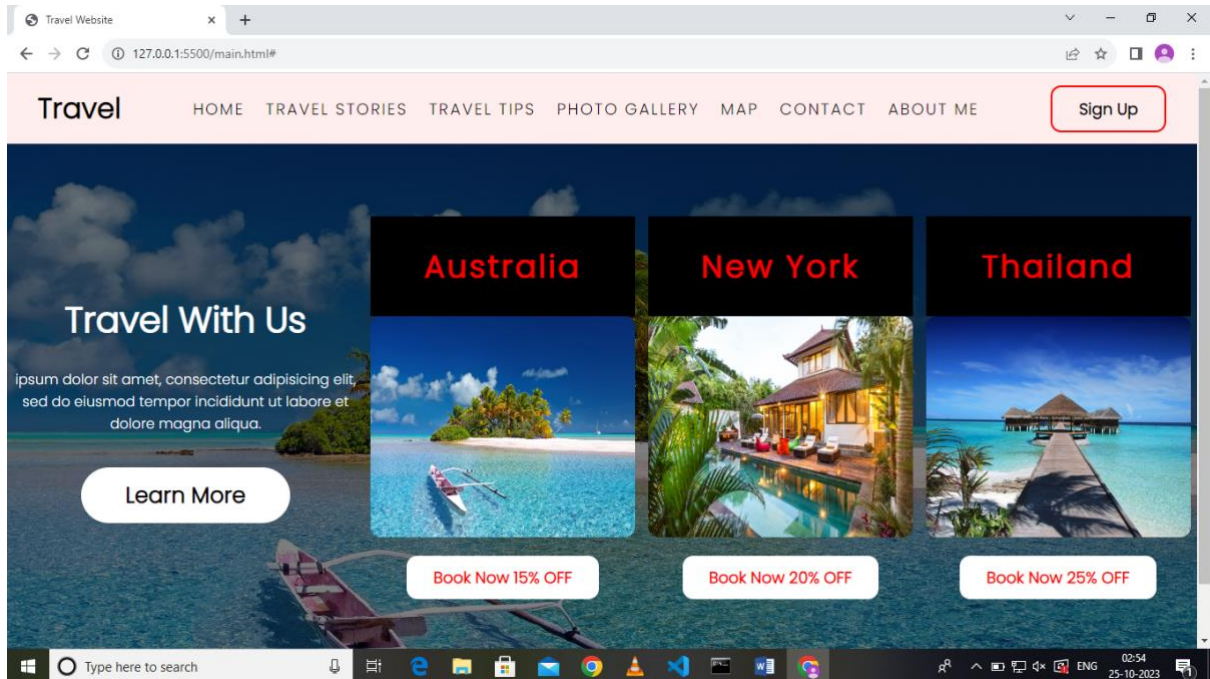 Travel Website
127.0.0.1:5500/main.html#
Travel
HOME TRAVEL STORIES TRAVEL TIPS PHOTO GALLERY MAP CONTACT ABOUT ME
Sign Up
Travel With Us
ipsum dolor sit amet, consectetur adipisicing elit,
sed do eiusmod tempor incididunt ut labore et
dolore magna aliqua.
Learn More
Australia
New York
Thailand
Book Now 15% OFF
Book Now 20% OFF
Book Now 25% OFF
Type here to search
ENG
02:54
25-10-2023